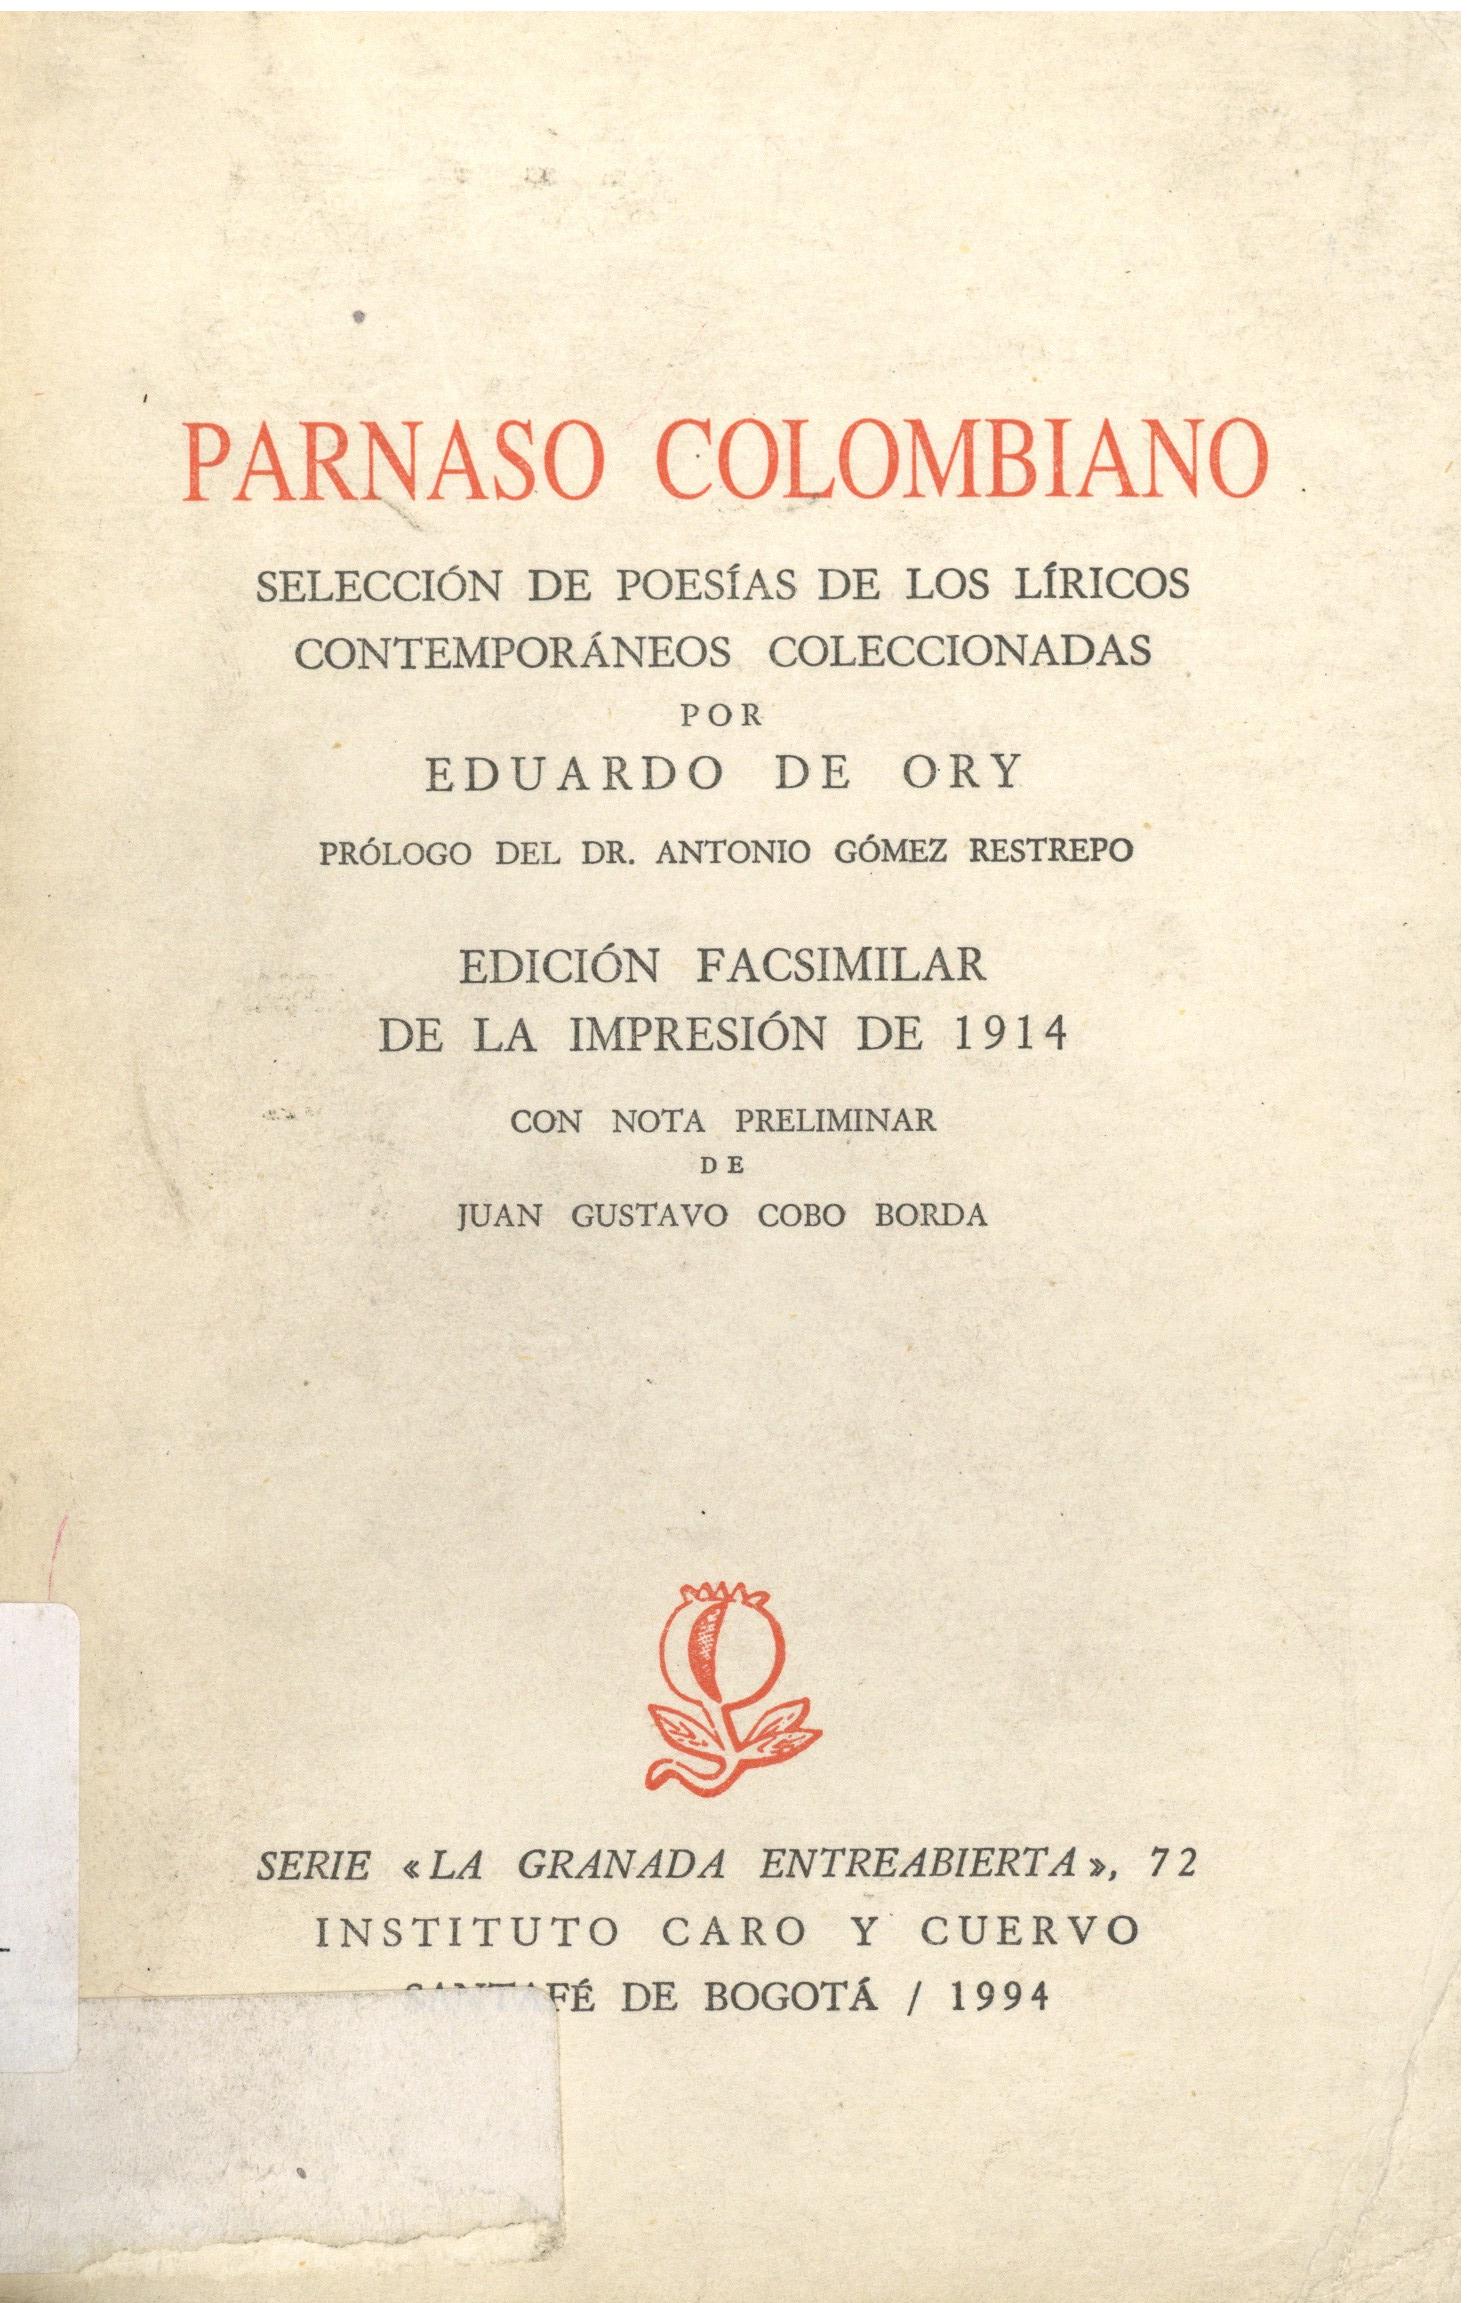 PARNASO COLOMBIANO
SELECCIÓN DE POESÍAS DE LOS LÍRICOS
CONTEMPORÁNEOS COLECCIONADAS
POR
EDUARDO DE ORY
PRÓLOGO DEL DR. ANTONIO GÓMEZ RESTREPO
EDICIÓN FACSIMILAR
DE LA IMPRESIÓN DE 1914
CON NOTA PRELIMINAR
DE
JUAN GUSTAVO COBO BORDA
SERIE «LA GRANADA ENTREABIERTA», 72
INSTITUTO CARO Y CUERVO
SANTAFÉ DE BOGOTÁ / 1994